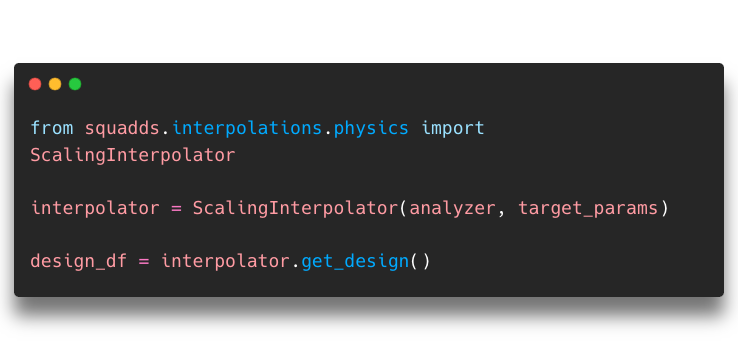 from squadds.interpolations.physics import
ScalingInterpolator
interpolator = ScalingInterpolator(analyzer, target_params)
design_df = interpolator.get_design()